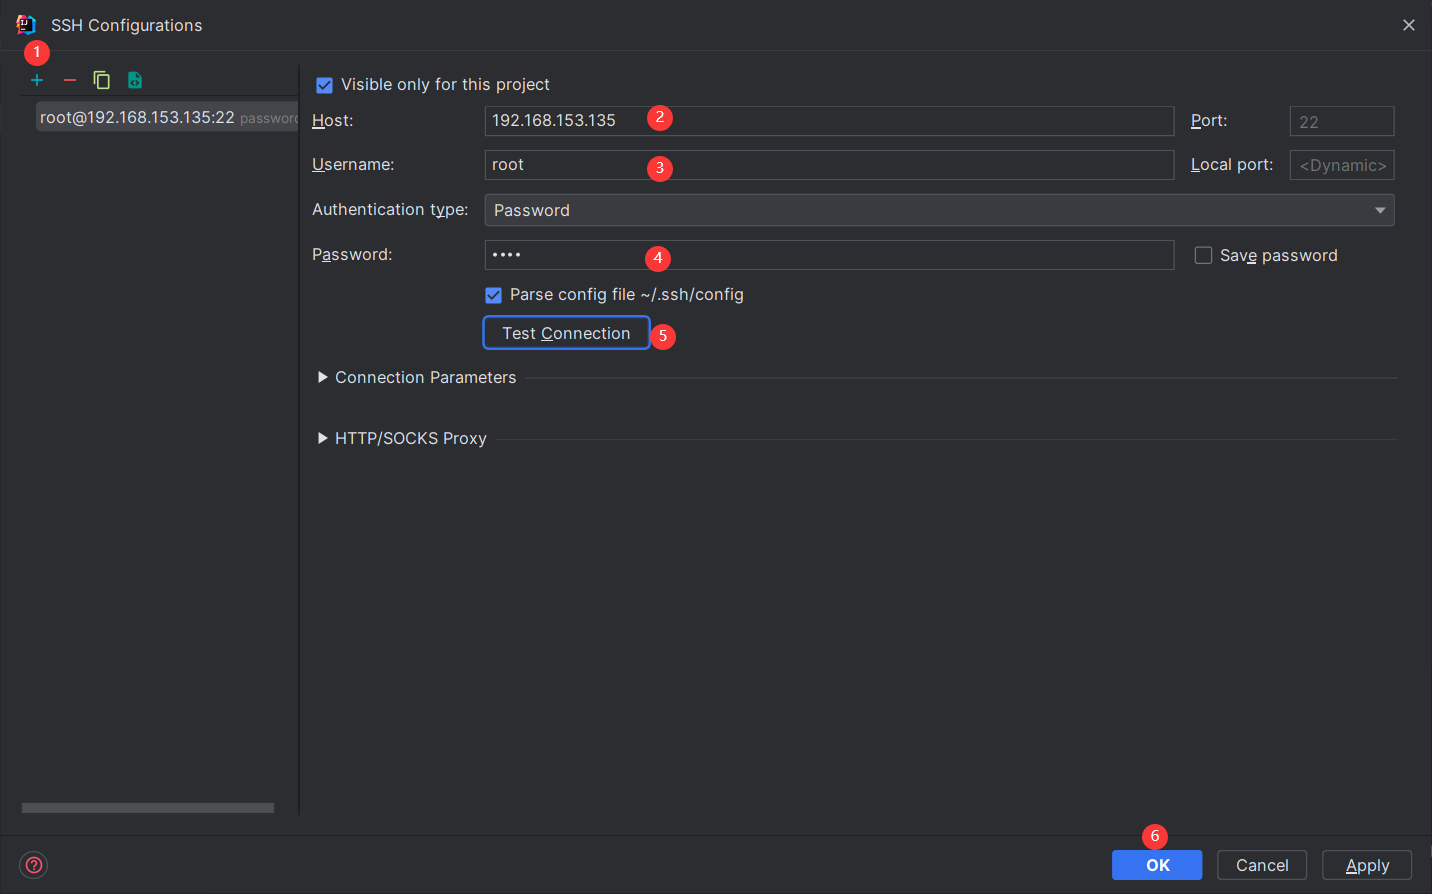 SSH Configurations
1
Visible only for this project
root@192.168.153.135:22 password
Host: 192.168.153.135 2 Port: 22
Username: root 3 Local port: <Dynamic>
Authentication type: Password
Password: •••• 4 Save password
Parse config file ~/.ssh/config
Test Connection 5
Connection Parameters
HTTP/SOCKS Proxy
6
? OK Cancel Apply